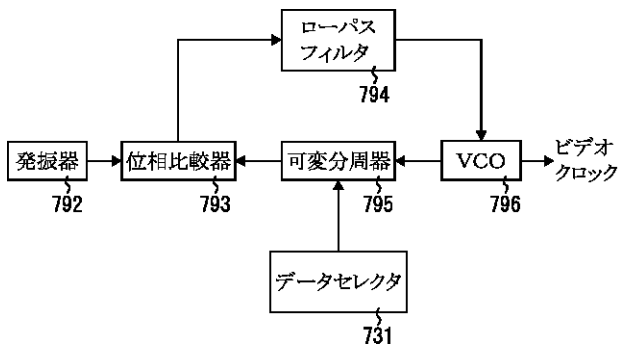 ローパス
フィルタ
794
発振器
792
位相比較器
793
可変分周器
795
VCO
796
ビデオ
クロック
データセレクタ
731